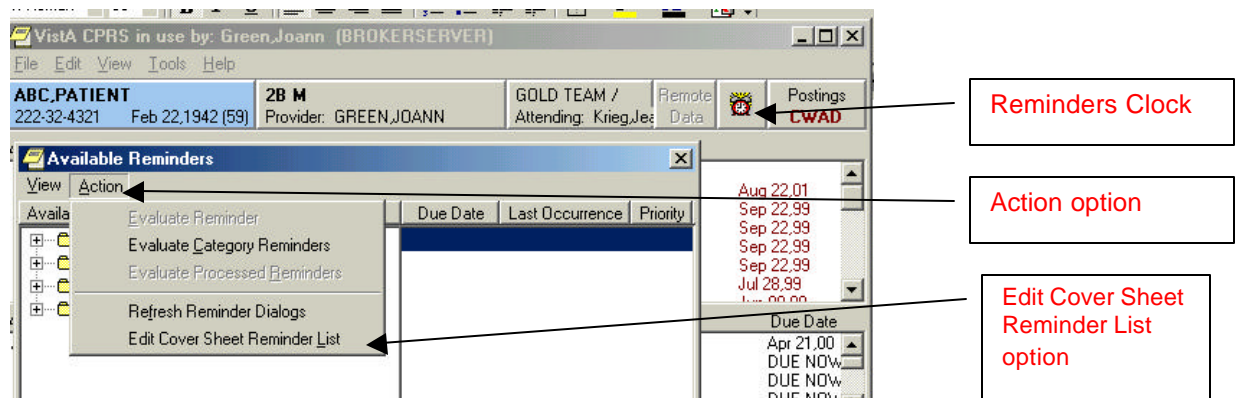 VistA CPRS in use by: Green,Joann (BROKERSERVER)
File Edit View Tools Help
ABC,PATIENT
222-32-4321 Feb 22,1942 (59)
2B M
Provider: GREEN,JOANN
GOLD TEAM /
Attending: Krieg,Jea
Remote
Data
Postings
CWAD
Reminders Clock
Available Reminders
View Action
Availa Due Date Last Occurrence Priority
Evaluate Reminder
Evaluate Category Reminders
Evaluate Processed Reminders
Refresh Reminder Dialogs
Edit Cover Sheet Reminder List
Aug 22,01
Sep 22,99
Sep 22,99
Sep 22,99
Sep 22,99
Jul 28,99
Due Date
Apr 21,00
DUE NOW
DUE NOW
DUE NOW
Action option
Edit Cover Sheet
Reminder List
option